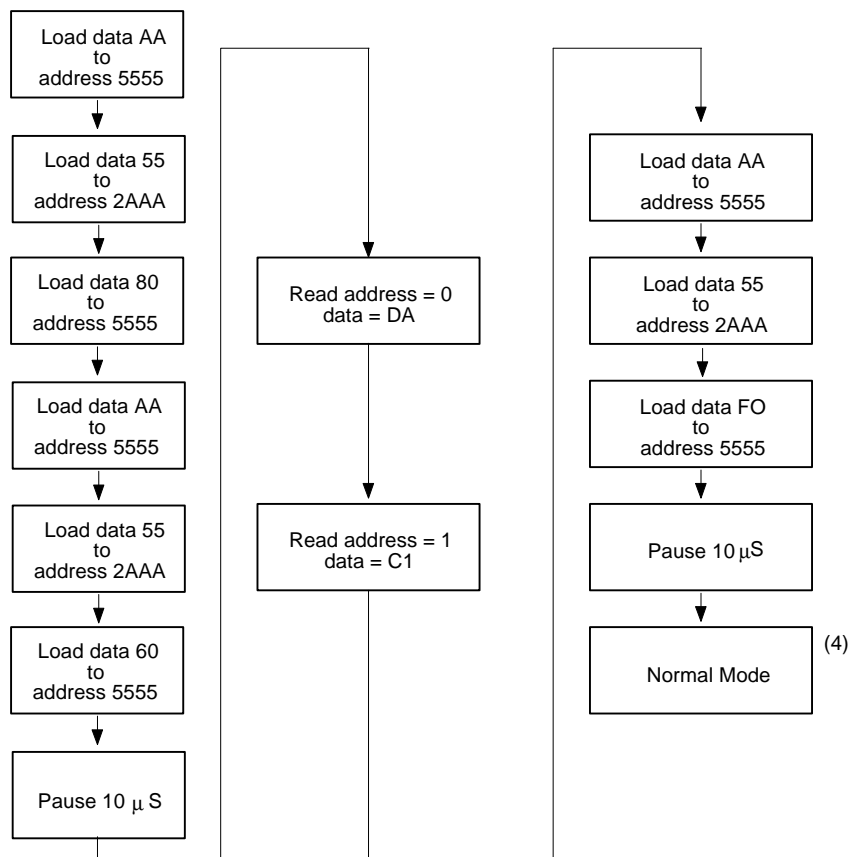 Load data AA
to
address 5555
Load data 55
to
address 2AAA
Load data 80
to
address 5555
Load data AA
to
address 5555
Load data 55
to
address 2AAA
Load data 60
to
address 5555
Pause 10 μ S
Read address = 0
data = DA
Read address = 1
data = C1
Load data AA
to
address 5555
Load data 55
to
address 2AAA
Load data FO
to
address 5555
Pause 10 μS
Normal Mode
(4)